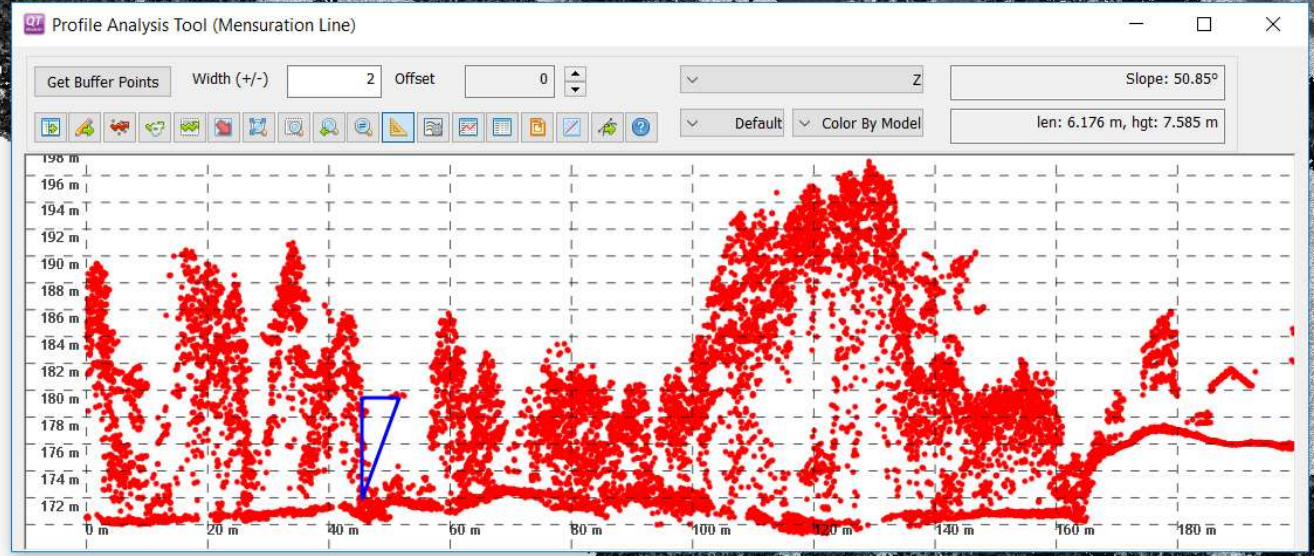 QT
Profile Analysis Tool (Mensuration Line)
Get Buffer Points Width (+/-) 2 Offset 0 Z Slope: 50.85º
Default Color By Model len: 6.176 m, hgt: 7.585 m
198 m
196 m
194 m
192 m
190 m
188 m
186 m
184 m
182 m
180 m
178 m
176 m
174 m
172 m
0 m 20 m 40 m 60 m 80 m 100 m 120 m 140 m 160 m 180 m